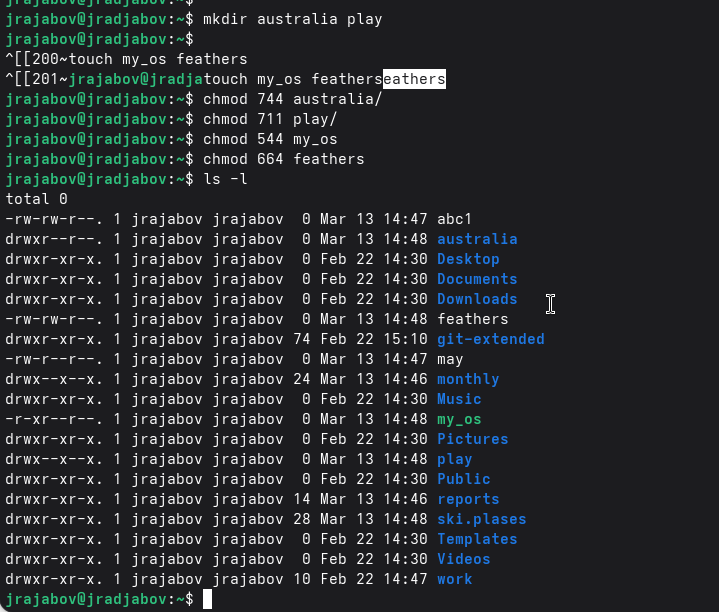 jrajabov@jradjabov:~$ mkdir australia play
jrajabov@jradjabov:~$
^[[200~touch my_os feathers
^[[201~jrajabov@jradjatouch my_os featherseathers
jrajabov@jradjabov:~$ chmod 744 australia/
jrajabov@jradjabov:~$ chmod 711 play/
jrajabov@jradjabov:~$ chmod 544 my_os
jrajabov@jradjabov:~$ chmod 664 feathers
jrajabov@jradjabov:~$ ls -l
total 0
-rw-rw-r--. 1 jrajabov jrajabov  0 Mar 13 14:47 abc1
drwxr--r--. 1 jrajabov jrajabov  0 Mar 13 14:48 australia
drwxr-xr-x. 1 jrajabov jrajabov  0 Feb 22 14:30 Desktop
drwxr-xr-x. 1 jrajabov jrajabov  0 Feb 22 14:30 Documents
drwxr-xr-x. 1 jrajabov jrajabov  0 Feb 22 14:30 Downloads
-rw-rw-r--. 1 jrajabov jrajabov  0 Mar 13 14:48 feathers
drwxr-xr-x. 1 jrajabov jrajabov 74 Feb 22 15:10 git-extended
-rw-r--r--. 1 jrajabov jrajabov  0 Mar 13 14:47 may
drwx--x--x. 1 jrajabov jrajabov 24 Mar 13 14:46 monthly
drwxr-xr-x. 1 jrajabov jrajabov  0 Feb 22 14:30 Music
-r-xr--r--. 1 jrajabov jrajabov  0 Mar 13 14:48 my_os
drwxr-xr-x. 1 jrajabov jrajabov  0 Feb 22 14:30 Pictures
drwx--x--x. 1 jrajabov jrajabov  0 Mar 13 14:48 play
drwxr-xr-x. 1 jrajabov jrajabov  0 Feb 22 14:30 Public
drwxr-xr-x. 1 jrajabov jrajabov 14 Mar 13 14:46 reports
drwxr-xr-x. 1 jrajabov jrajabov 28 Mar 13 14:48 ski.plases
drwxr-xr-x. 1 jrajabov jrajabov  0 Feb 22 14:30 Templates
drwxr-xr-x. 1 jrajabov jrajabov  0 Feb 22 14:30 Videos
drwxr-xr-x. 1 jrajabov jrajabov 10 Feb 22 14:47 work
jrajabov@jradjabov:~$